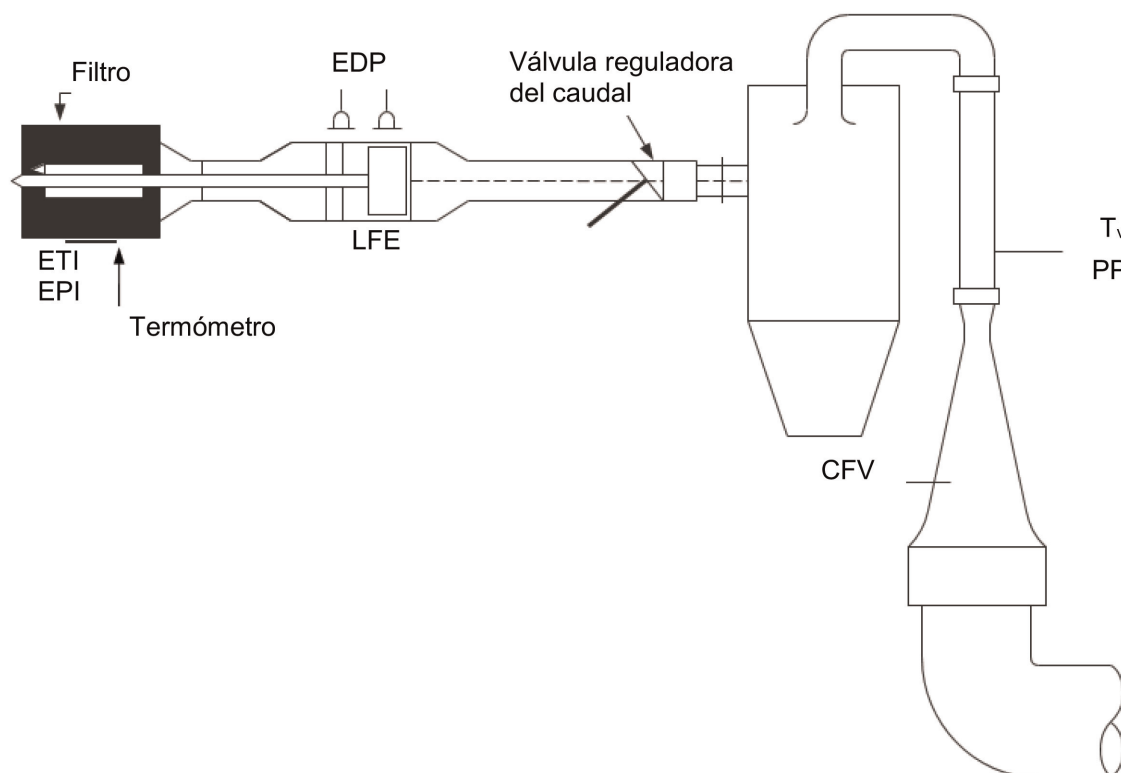 Filtro
EDP
Válvula reguladora
del caudal
LFE
ETI
EPI
Termómetro
CFV